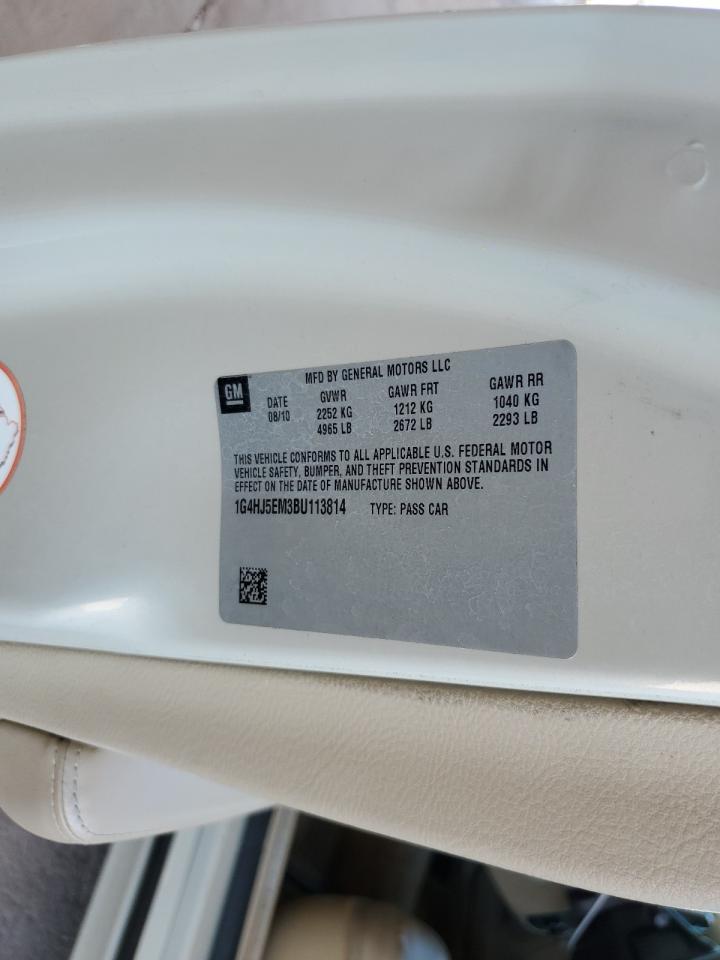 GM
MFD BY GENERAL MOTORS LLC
DATE GVWR GAWR FRT GAWR RR
08/10 2252 KG 1212 KG 1040 KG
4965 LB 2672 LB 2293 LB
THIS VEHICLE CONFORMS TO ALL APPLICABLE U.S. FEDERAL MOTOR
VEHICLE SAFETY, BUMPER, AND THEFT PREVENTION STANDARDS IN
EFFECT ON THE DATE OF MANUFACTURE SHOWN ABOVE.
1G4HJ5EM3BU113814 TYPE: PASS CAR